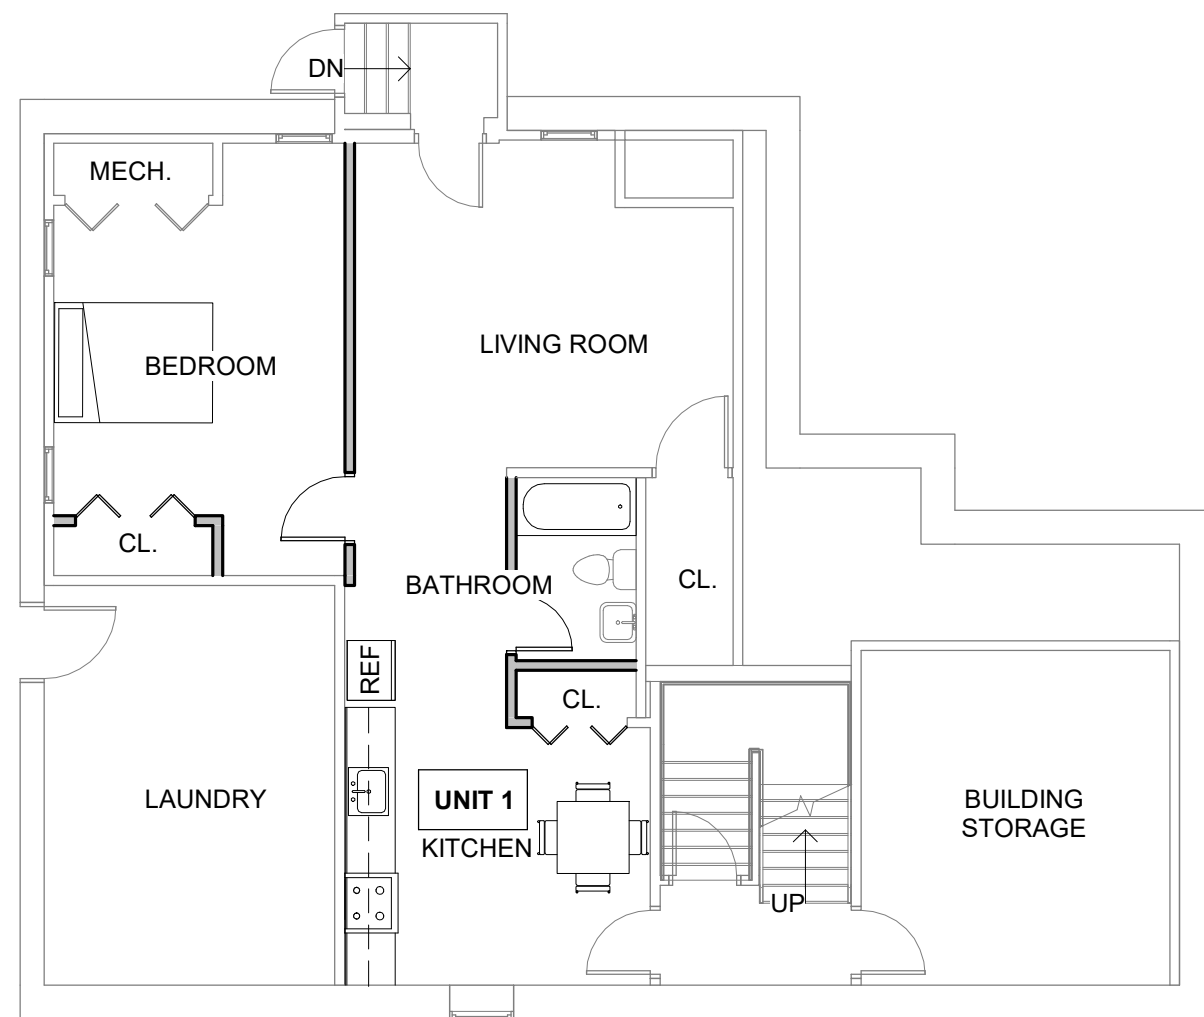 DN
MECH.
LIVING ROOM
BEDROOM
CL.
CL.
BATHROOM
REF
CL.
UNIT 1
LAUNDRY
BUILDING
STORAGE
KITCHEN
UP